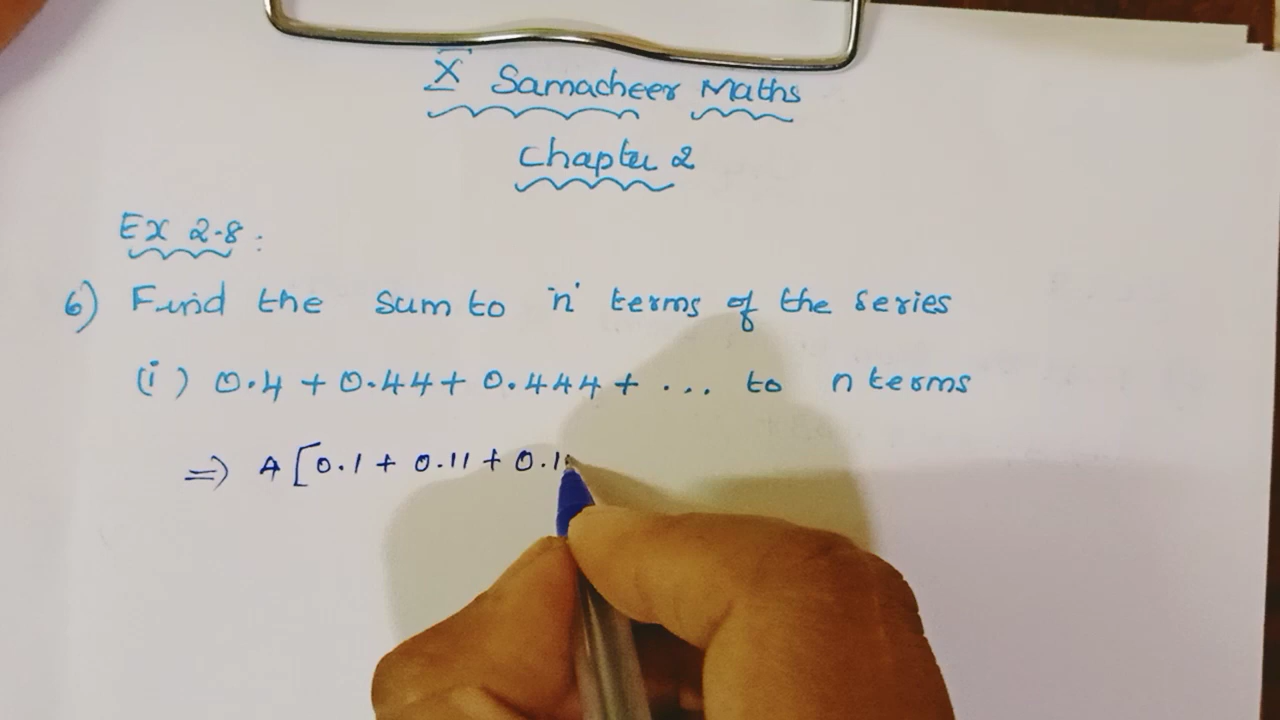 X Samacheer Maths
Chapter 2
Ex 2.8:
6) Find the sum to 'n' terms of the series
(i) 0.4 + 0.44 + 0.444 + ... to n terms
=> 4 [0.1 + 0.11 + 0.1